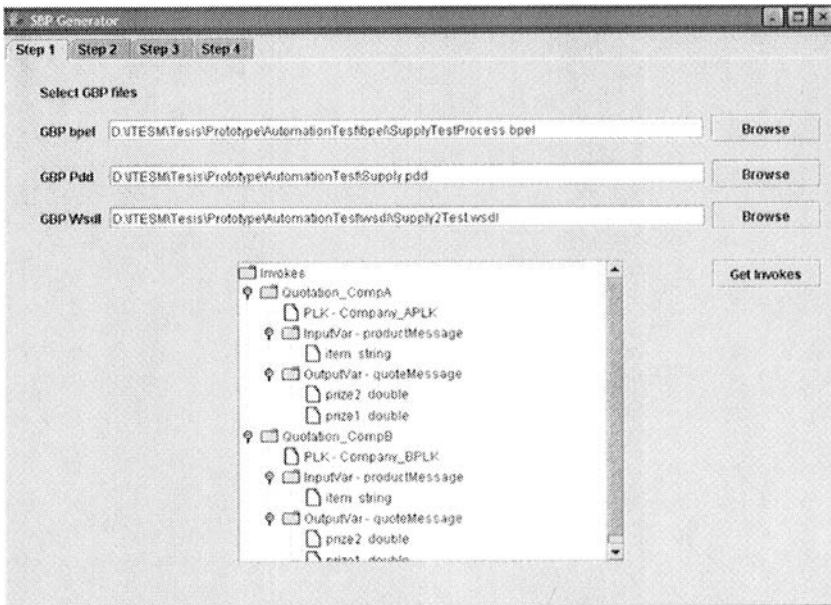 SBP Generator
Step 1 Step 2 Step 3 Step 4
Select GBP files
GBP bpel D:\ITESM\Tesis\Prototype\AutomationTest\bpel\SupplyTestProcess.bpel Browse
GBP Pdd D:\ITESM\Tesis\Prototype\AutomationTest\Supply.pdd Browse
GBP Wsdl D:\ITESM\Tesis\Prototype\AutomationTest\wsdl\Supply2Test.wsdl Browse
Get Invokes
Invokes
Quotation_CompA
PLK - Company_APLK
InputVar - productMessage
item string
OutputVar - quoteMessage
prize2 double
prize1 double
Quotation_CompB
PLK - Company_BPLK
InputVar - productMessage
item string
OutputVar - quoteMessage
prize2 double
prize1 double